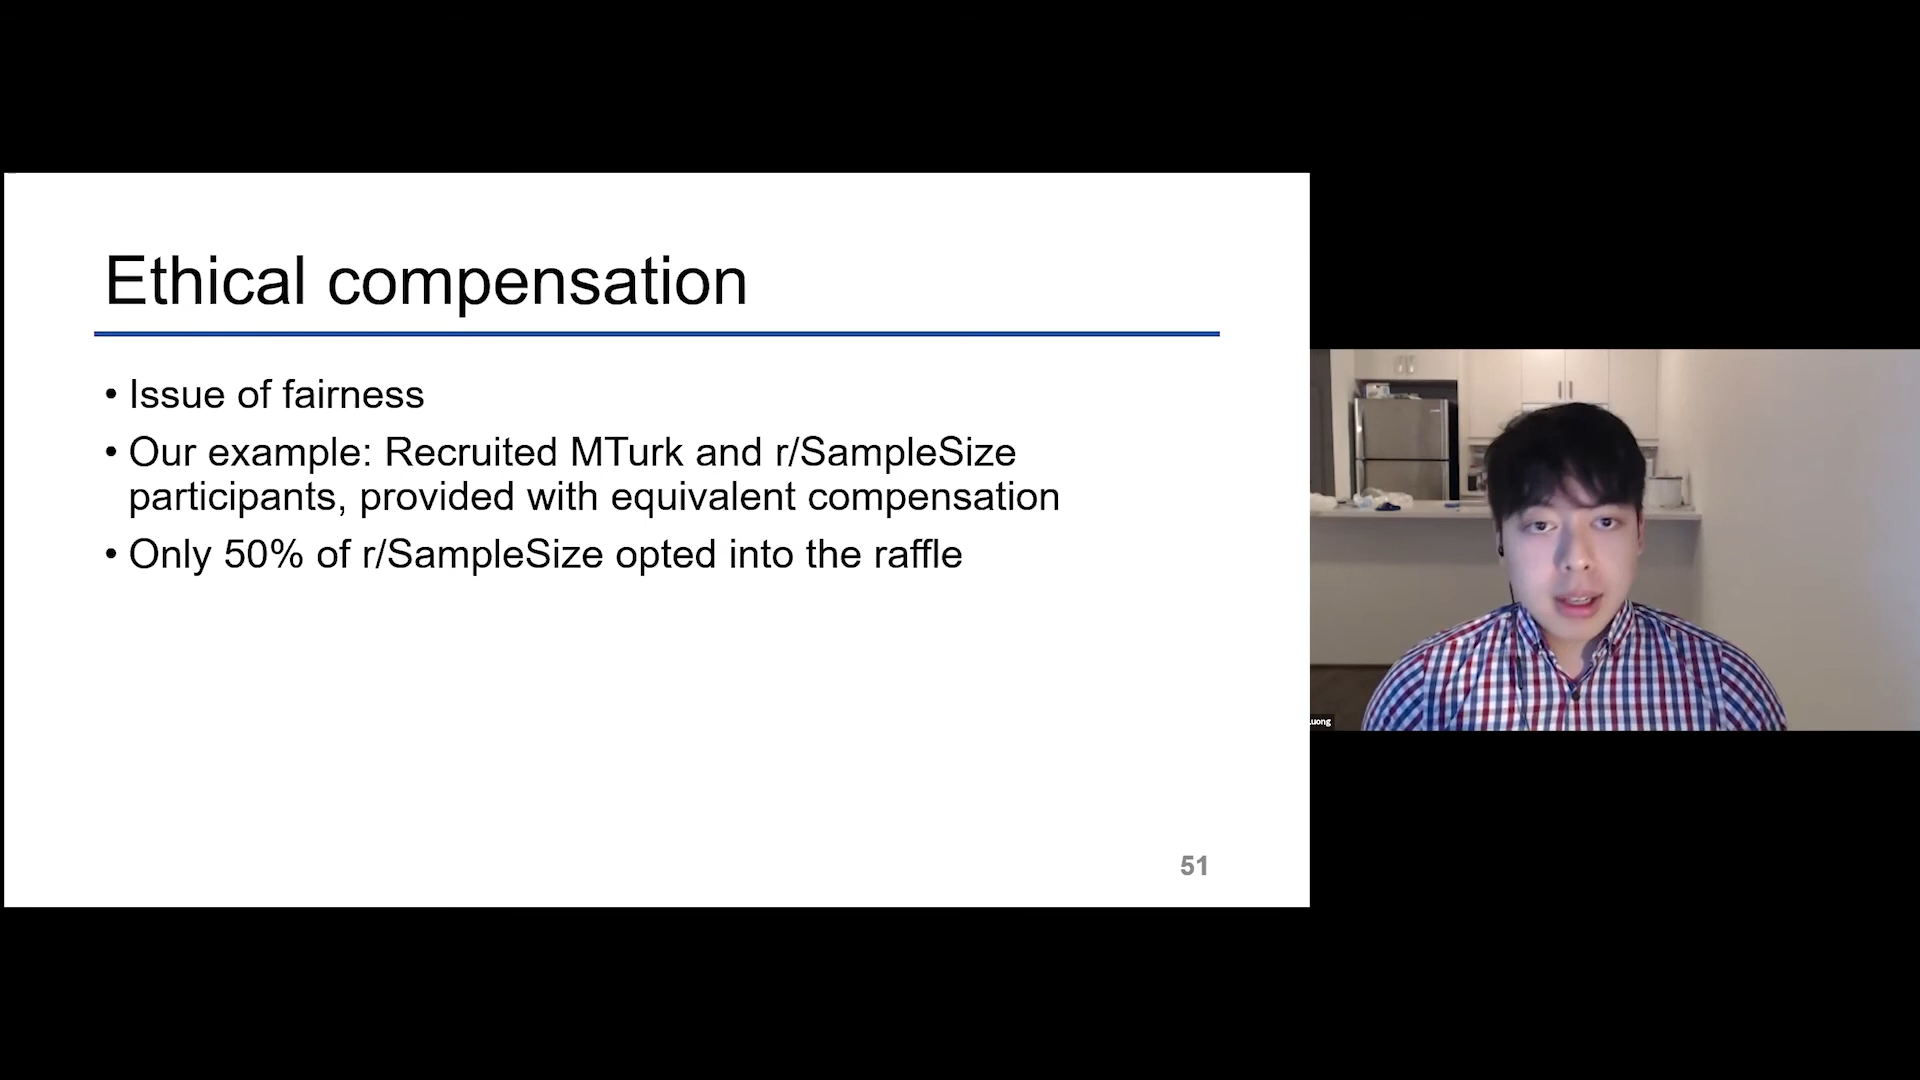 Ethical compensation
• Issue of fairness
• Our example: Recruited MTurk and r/SampleSize
participants, provided with equivalent compensation
• Only 50% of r/SampleSize opted into the raffle
51
Luong